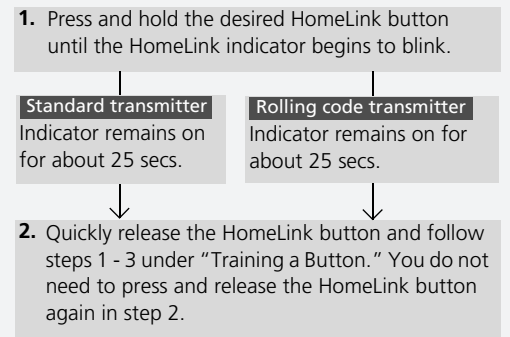 1. Press and hold the desired HomeLink button
until the HomeLink indicator begins to blink.
Standard transmitter
Indicator remains on
for about 25 secs.
Rolling code transmitter
Indicator remains on for
about 25 secs.
2. Quickly release the HomeLink button and follow
steps 1 - 3 under “Training a Button.” You do not
need to press and release the HomeLink button
again in step 2.